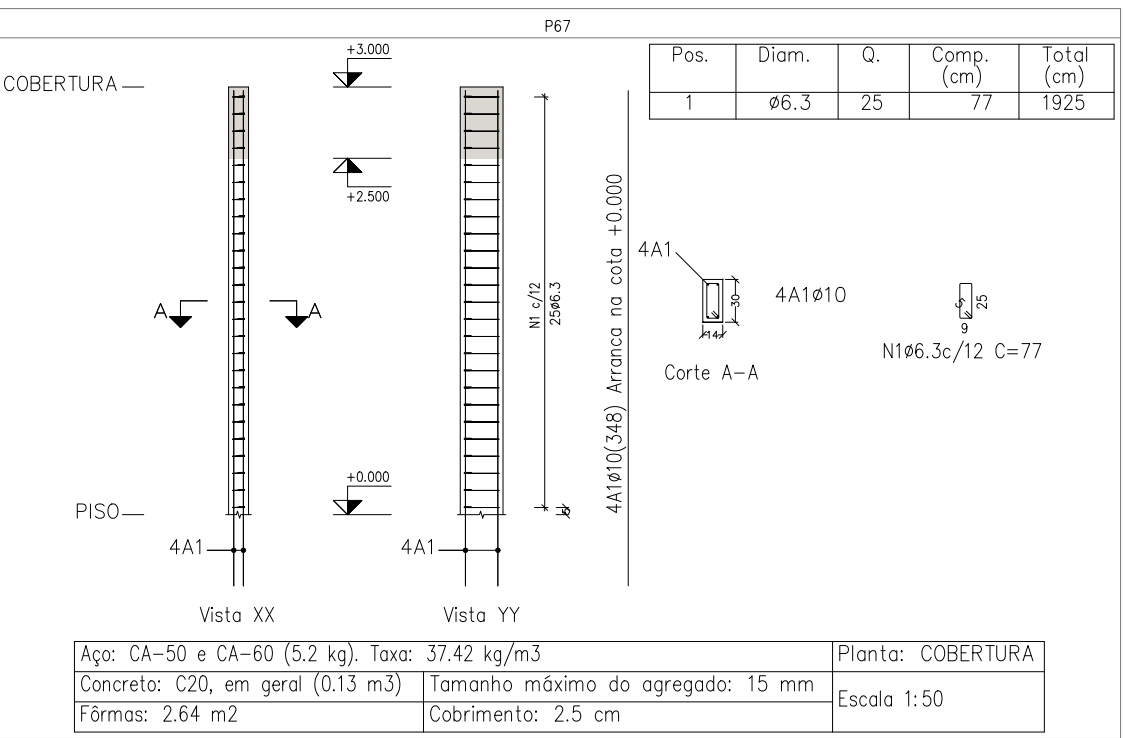 P67
Pos. Diam. Q. Comp. (cm) Total (cm)
1 ø6.3 25 77 1925
COBERTURA
+3.000
+2.500
A A
+0.000
PISO
4A1
4A1
Vista XX
Vista YY
N1 c/12
25ø6.3
5
4A1ø10(348) Arranca na cota +0.000
4A1
30
14
4A1ø10
Corte A-A
5
25
9
N1ø6.3c/12 C=77
Aço: CA-50 e CA-60 (5.2 kg). Taxa: 37.42 kg/m3
Planta: COBERTURA
Concreto: C20, em geral (0.13 m3)
Tamanho máximo do agregado: 15 mm
Escala 1:50
Fôrmas: 2.64 m2
Cobrimento: 2.5 cm